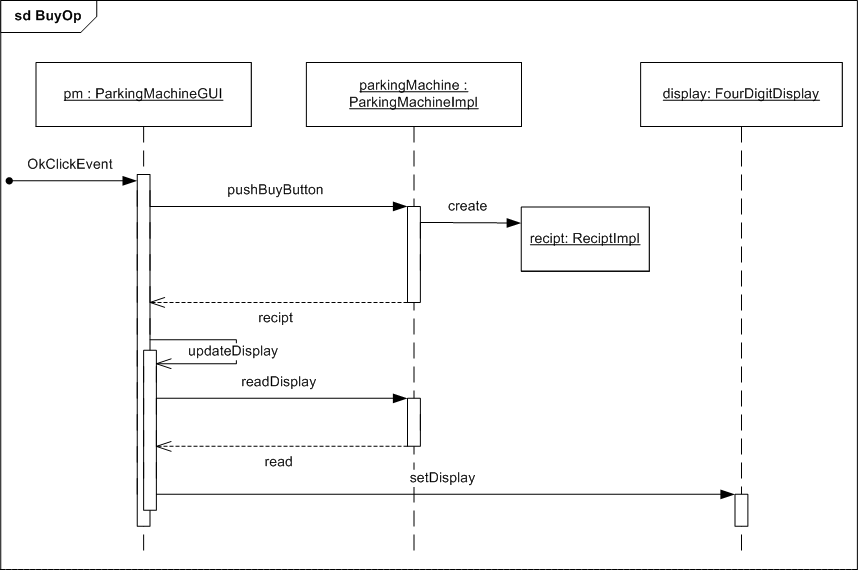 sd BuyOp
pm : ParkingMachineGUI
parkingMachine :
ParkingMachineImpl
display: FourDigitDisplay
OkClickEvent
pushBuyButton
create
recipt: ReciptImpl
recipt
updateDisplay
readDisplay
read
setDisplay